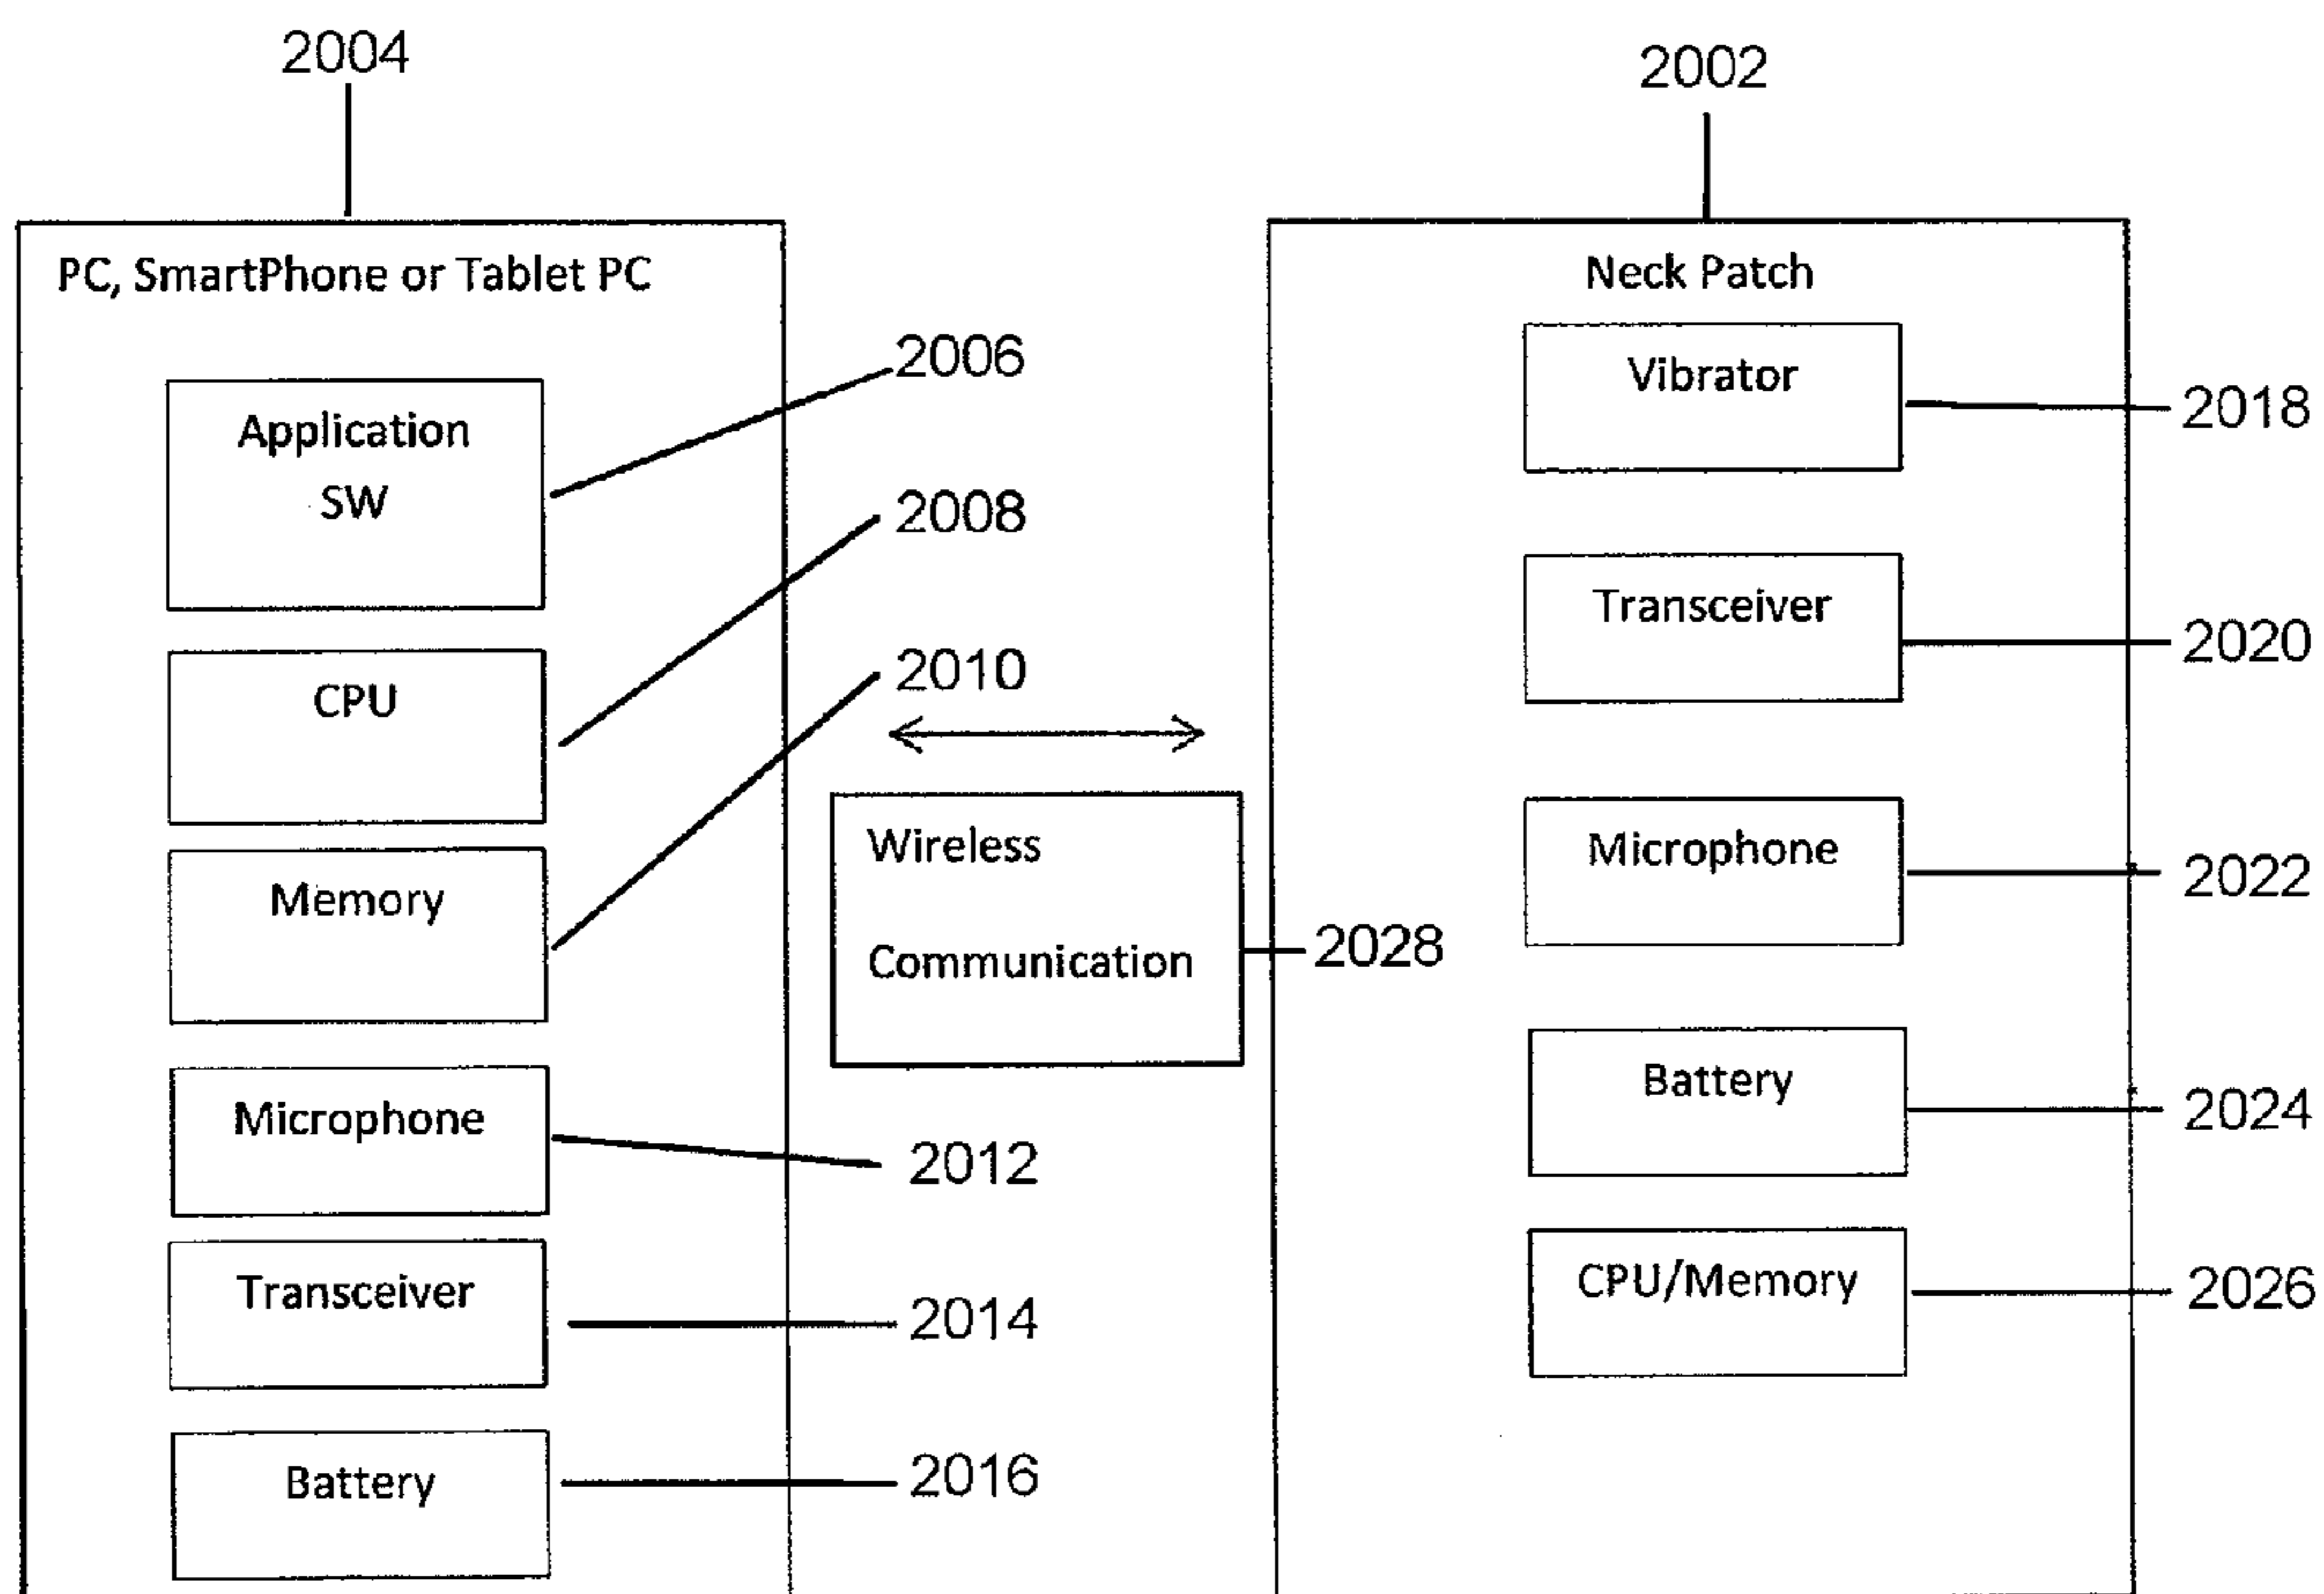 2004
2002
PC, SmartPhone or Tablet PC
Application
SW
CPU
Memory
Microphone
Transceiver
Battery
2006
2008
2010
Wireless
Communication
2028
2012
2014
2016
Neck Patch
Vibrator
Transceiver
Microphone
Battery
CPU/Memory
2018
2020
2022
2024
2026